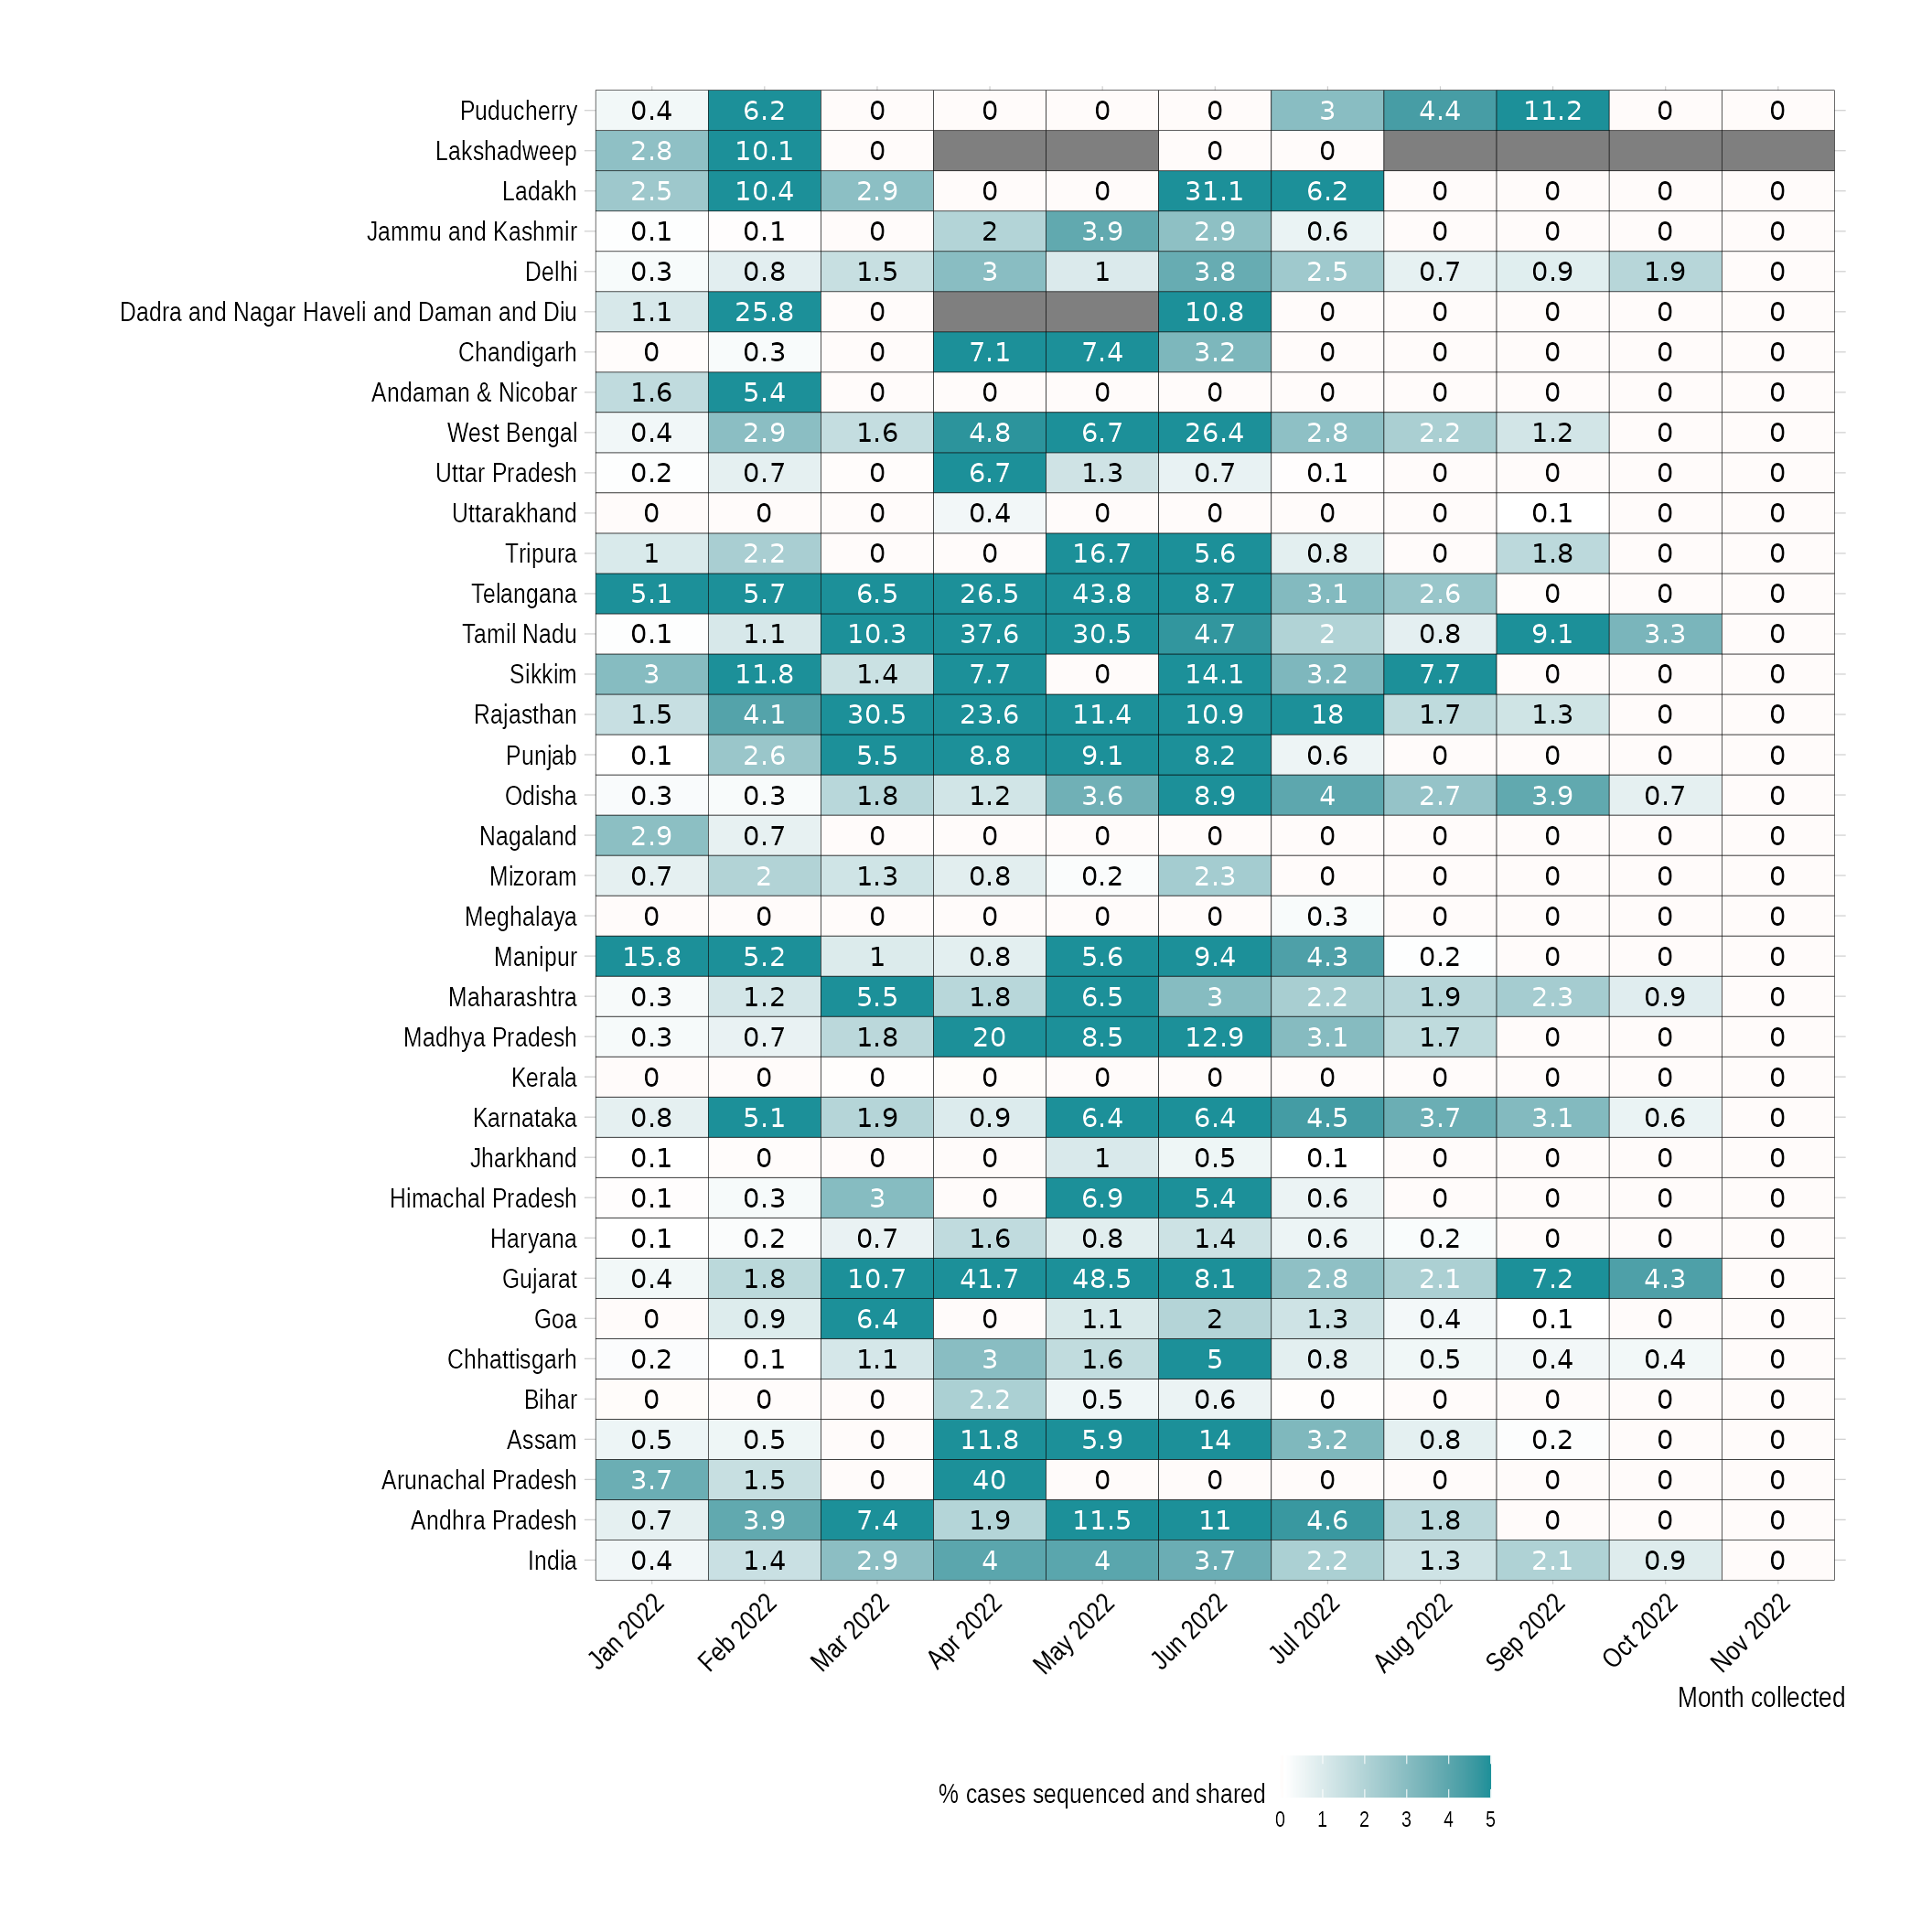 Puducherry 0.4 6.2 0 0 0 0 3 4.4 11.2 0 0
Lakshadweep 2.8 10.1 0 0 0
Ladakh 2.5 10.4 2.9 0 0 31.1 6.2 0 0 0 0
Jammu and Kashmir 0.1 0.1 0 2 3.9 2.9 0.6 0 0 0 0
Delhi 0.3 0.8 1.5 3 1 3.8 2.5 0.7 0.9 1.9 0
Dadra and Nagar Haveli and Daman and Diu 1.1 25.8 0 10.8 0 0 0 0 0
Chandigarh 0 0.3 0 7.1 7.4 3.2 0 0 0 0 0
Andaman & Nicobar 1.6 5.4 0 0 0 0 0 0 0 0 0
West Bengal 0.4 2.9 1.6 4.8 6.7 26.4 2.8 2.2 1.2 0 0
Uttar Pradesh 0.2 0.7 0 6.7 1.3 0.7 0.1 0 0 0 0
Uttarakhand 0 0 0 0.4 0 0 0 0 0.1 0 0
Tripura 1 2.2 0 0 16.7 5.6 0.8 0 1.8 0 0
Telangana 5.1 5.7 6.5 26.5 43.8 8.7 3.1 2.6 0 0 0
Tamil Nadu 0.1 1.1 10.3 37.6 30.5 4.7 2 0.8 9.1 3.3 0
Sikkim 3 11.8 1.4 7.7 0 14.1 3.2 7.7 0 0 0
Rajasthan 1.5 4.1 30.5 23.6 11.4 10.9 18 1.7 1.3 0 0
Punjab 0.1 2.6 5.5 8.8 9.1 8.2 0.6 0 0 0 0
Odisha 0.3 0.3 1.8 1.2 3.6 8.9 4 2.7 3.9 0.7 0
Nagaland 2.9 0.7 0 0 0 0 0 0 0 0 0
Mizoram 0.7 2 1.3 0.8 0.2 2.3 0 0 0 0 0
Meghalaya 0 0 0 0 0 0 0.3 0 0 0 0
Manipur 15.8 5.2 1 0.8 5.6 9.4 4.3 0.2 0 0 0
Maharashtra 0.3 1.2 5.5 1.8 6.5 3 2.2 1.9 2.3 0.9 0
Madhya Pradesh 0.3 0.7 1.8 20 8.5 12.9 3.1 1.7 0 0 0
Kerala 0 0 0 0 0 0 0 0 0 0 0
Karnataka 0.8 5.1 1.9 0.9 6.4 6.4 4.5 3.7 3.1 0.6 0
Jharkhand 0.1 0 0 0 1 0.5 0.1 0 0 0 0
Himachal Pradesh 0.1 0.3 3 0 6.9 5.4 0.6 0 0 0 0
Haryana 0.1 0.2 0.7 1.6 0.8 1.4 0.6 0.2 0 0 0
Gujarat 0.4 1.8 10.7 41.7 48.5 8.1 2.8 2.1 7.2 4.3 0
Goa 0 0.9 6.4 0 1.1 2 1.3 0.4 0.1 0 0
Chhattisgarh 0.2 0.1 1.1 3 1.6 5 0.8 0.5 0.4 0.4 0
Bihar 0 0 0 2.2 0.5 0.6 0 0 0 0 0
Assam 0.5 0.5 0 11.8 5.9 14 3.2 0.8 0.2 0 0
Arunachal Pradesh 3.7 1.5 0 40 0 0 0 0 0 0 0
Andhra Pradesh 0.7 3.9 7.4 1.9 11.5 11 4.6 1.8 0 0 0
India 0.4 1.4 2.9 4 4 3.7 2.2 1.3 2.1 0.9 0
Jan 2022 Feb 2022 Mar 2022 Apr 2022 May 2022 Jun 2022 Jul 2022 Aug 2022 Sep 2022 Oct 2022 Nov 2022
Month collected
% cases sequenced and shared
0 1 2 3 4 5